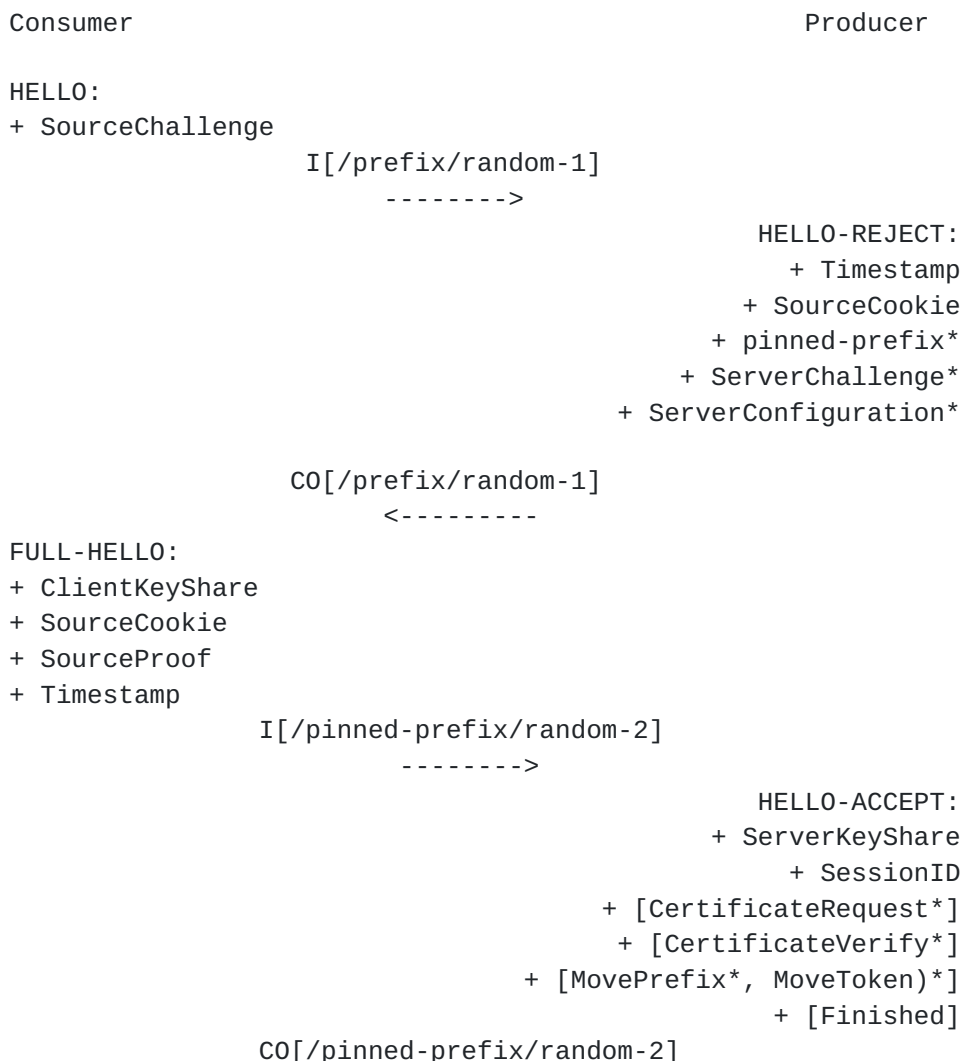 Consumer Producer
HELLO:
+ SourceChallenge
I[/prefix/random-1]
-------->
HELLO-REJECT:
+ Timestamp
+ SourceCookie
+ pinned-prefix*
+ ServerChallenge*
+ ServerConfiguration*
CO[/prefix/random-1]
<---------
FULL-HELLO:
+ ClientKeyShare
+ SourceCookie
+ SourceProof
+ Timestamp
I[/pinned-prefix/random-2]
-------->
HELLO-ACCEPT:
+ ServerKeyShare
+ SessionID
+ [CertificateRequest*]
+ [CertificateVerify*]
+ [MovePrefix*, MoveToken)*]
+ [Finished]
CO[/pinned-prefix/random-2]